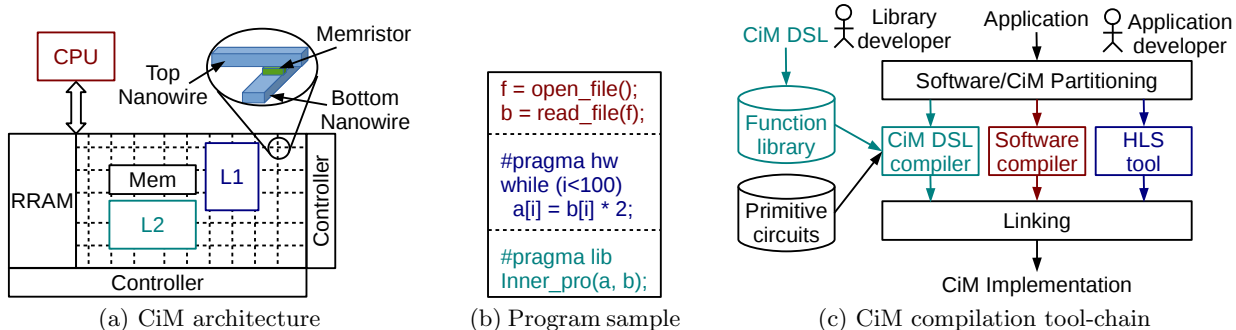 CPU
Memristor
Top
Nanowire
Bottom
Nanowire
RRAM
Mem
L1
L2
Controller
Controller
(a) CiM architecture
f = open_file();
b = read_file(f);
#pragma hw
while (i<100)
a[i] = b[i] * 2;
#pragma lib
Inner_pro(a, b);
(b) Program sample
CiM DSL
Library
developer
Application
Application
developer
Software/CiM Partitioning
Function
library
CiM DSL
compiler
Software
compiler
HLS
tool
Primitive
circuits
Linking
CiM Implementation
(c) CiM compilation tool-chain